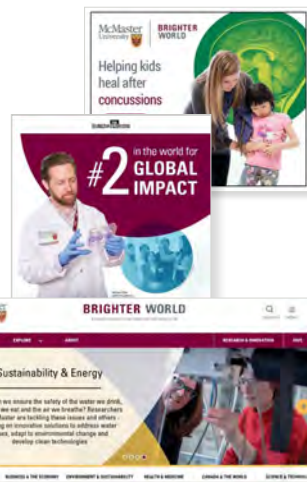 McMaster
University
BRIGHTER
WORLD
Helping kids
heal after
concussions
#2
in the world for
GLOBAL
IMPACT
BRIGHTER WORLD
EXPLORE
ABOUT
RESEARCH & INNOVATION
Sustainability & Energy
we ensure the safety of the water we drink,
we eat and the air we breathe? Researchers
are tackling these issues and others -
on innovative solutions to address water
adapt to environmental change and
develop clean technologies
BUSINESS & THE ECONOMY
ENVIRONMENT & SUSTAINABILITY
HEALTH & MEDICINE
CANADA & THE WORLD
SCIENCE & TECHNOLOGY